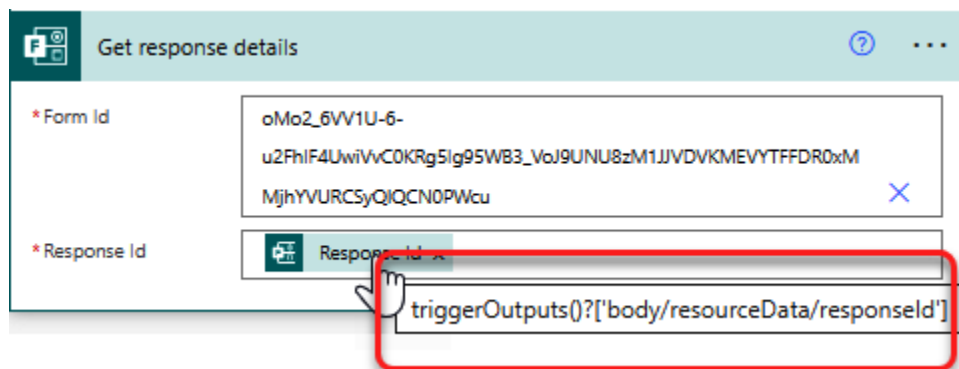 Get response details
* Form Id
oMo2_6VV1U-6-
u2FhlF4UwiVvC0KRg5Ig95WB3_VoJ9UNU8zM1JJVDVKMEVYTFFDR0xM
MjhYVURCSyQlQCN0PWcu
* Response Id
Response Id
triggerOutputs()?['body/resourceData/responseId']